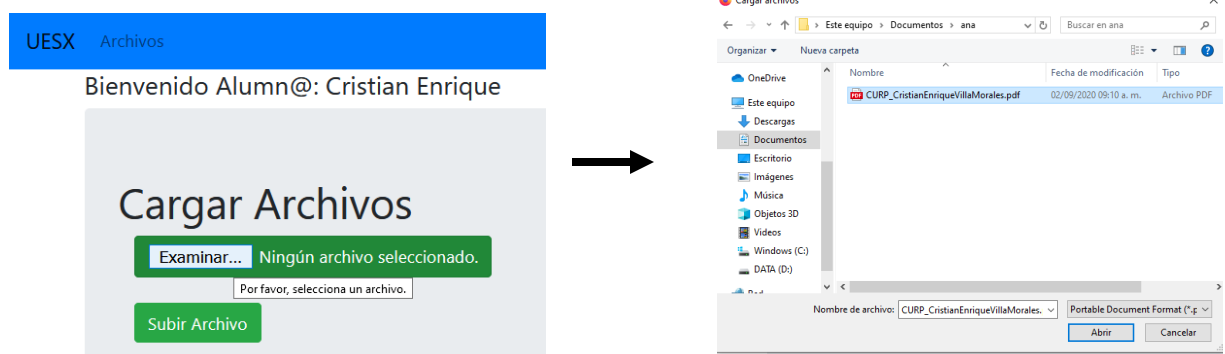 UESX Archivos
Bienvenido Alumn@: Cristian Enrique
Cargar Archivos
Examinar... Ningún archivo seleccionado.
Por favor, selecciona un archivo.
Subir Archivo
Cargar archivos
Este equipo > Documentos > ana
Buscar en ana
Organizar Nueva carpeta
Nombre Fecha de modificación Tipo
CURP_CristianEnriqueVillaMorales.pdf 02/09/2020 09:10 a. m. Archivo PDF
OneDrive
Este equipo
Descargas
Documentos
Escritorio
Imágenes
Música
Objetos 3D
Videos
Windows (C:)
DATA (D:)
Nombre de archivo: CURP_CristianEnriqueVillaMorales. Portable Document Format (*.p
Abrir Cancelar